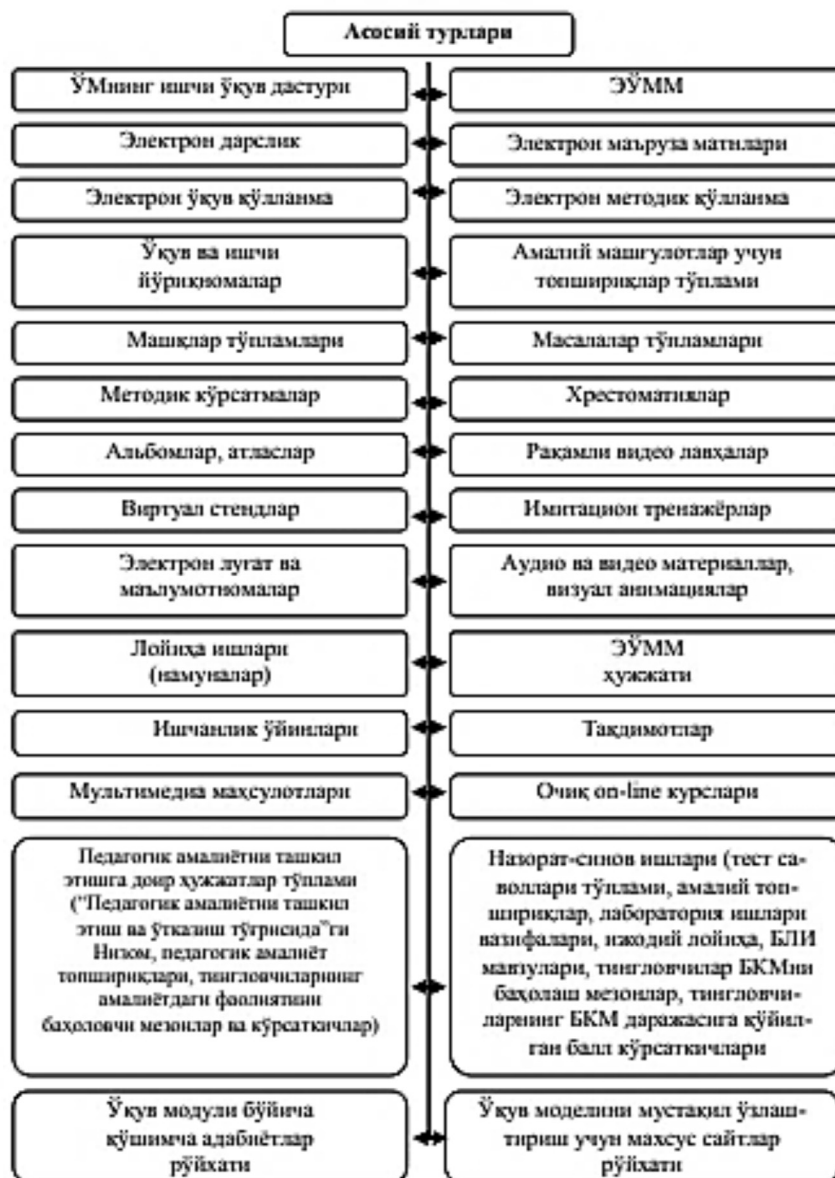 Асосий турлари
ЎМнинг ишчи ўқув дастури
ЭЎММ
Электрон дарслик
Электрон маъруза матнлари
Электрон ўқув қўлланма
Электрон методик қўлланма
Ўқув ва ишчи
йўриқномалар
Амалий машғулотлар учун
топшириқлар тўплами
Машқлар тўпламлари
Масалалар тўпламлари
Методик кўрсатмалар
Хрестоматиялар
Альбомлар, атласлар
Рақамли видео лавҳалар
Виртуал стендлар
Имитацион тренажёрлар
Электрон луғат ва
маълумотномалар
Аудио ва видео материаллар,
визуал анимациялар
Лойиҳа ишлари
(намуналар)
ЭЎММ
ҳужжати
Ишчанлик ўйинлари
Тақдимотлар
Мультимедиа маҳсулотлари
Очиқ on-line курслари
Педагогик амалиётни ташкил
этишга доир ҳужжатлар тўплами
("Педагогик амалиётни ташкил
этиш ва ўтказиш тўғрисида"ги
Низом, педагогик амалиёт
топшириқлари, тингловчиларнинг
амалиётдаги фаолиятини
баҳоловчи мезонлар ва кўрсаткичлар)
Назорат-синов ишлари (тест са-
воллари тўплами, амалий топ-
шириқлар, лаборатория ишлари
вазифалари, ижодий лойиҳа, БЛИ
мавзулари, тингловчилар БКМни
баҳолаш мезонлар, тингловчи-
ларнинг БКМ даражасига қўйил-
ган балл кўрсаткичлари
Ўқув модули бўйича
қўшимча адабиётлар
рўйхати
Ўқув моделини мустақил ўзлаш-
тириш учун махсус сайтлар
рўйхати